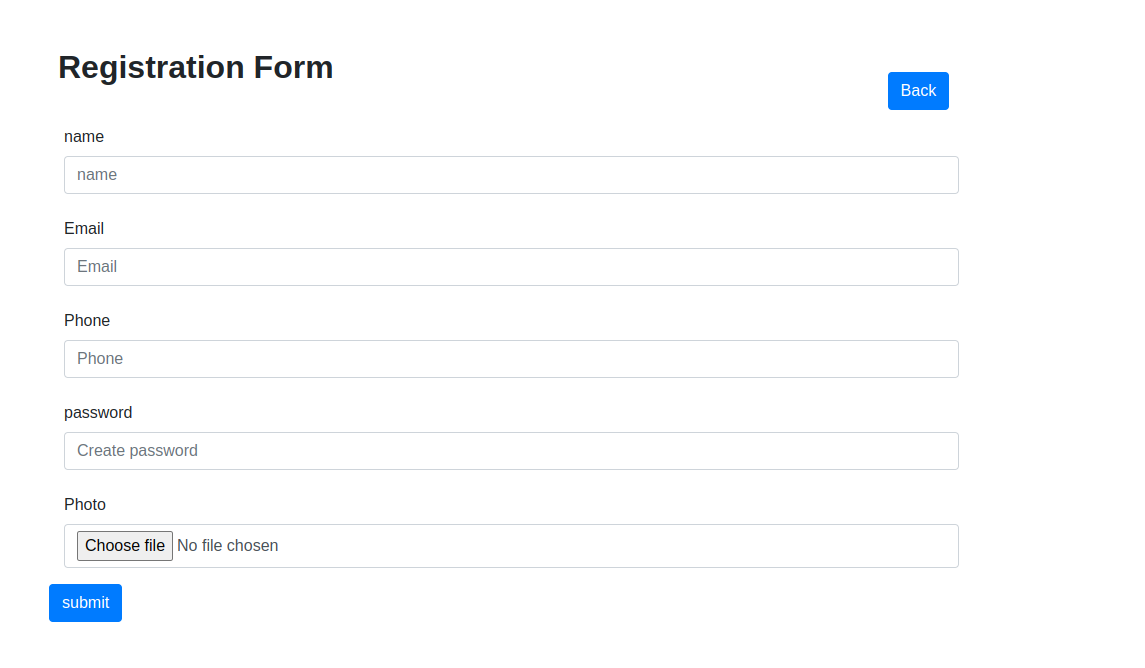 Registration Form
Back
name
name
Email
Email
Phone
Phone
password
Create password
Photo
Choose file No file chosen
submit